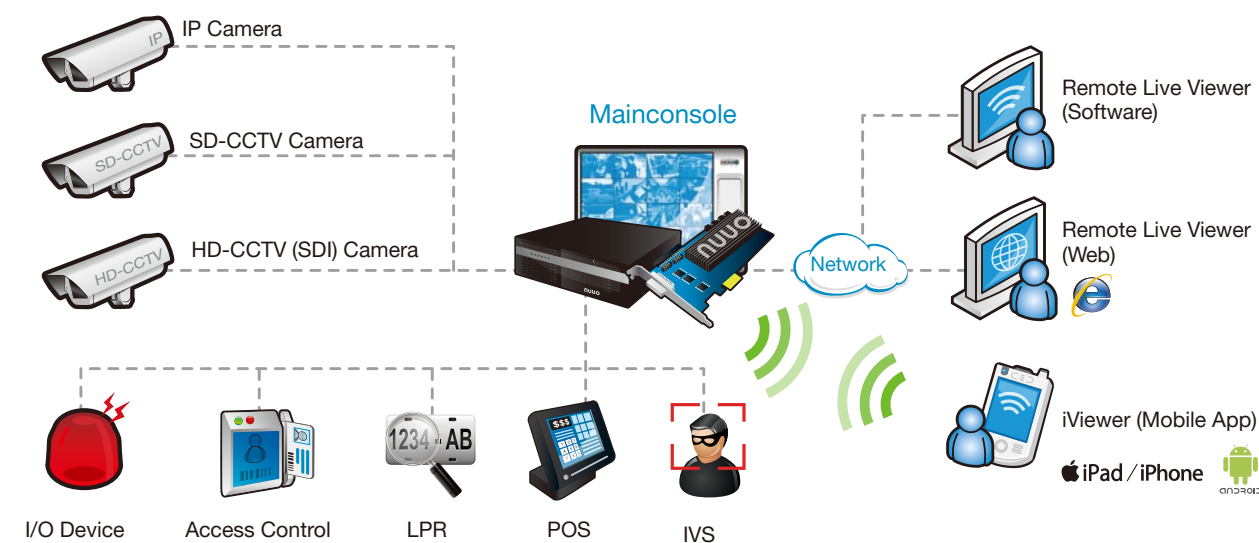 IP
IP Camera
SD-CCTV
SD-CCTV Camera
HD-CCTV
HD-CCTV (SDI) Camera
Mainconsole
nuuo
nuuo
Network
Remote Live Viewer
(Software)
Remote Live Viewer
(Web)
iViewer (Mobile App)
iPad / iPhone
ANDROID
1234
AB
$$$
I/O Device
Access Control
LPR
POS
IVS